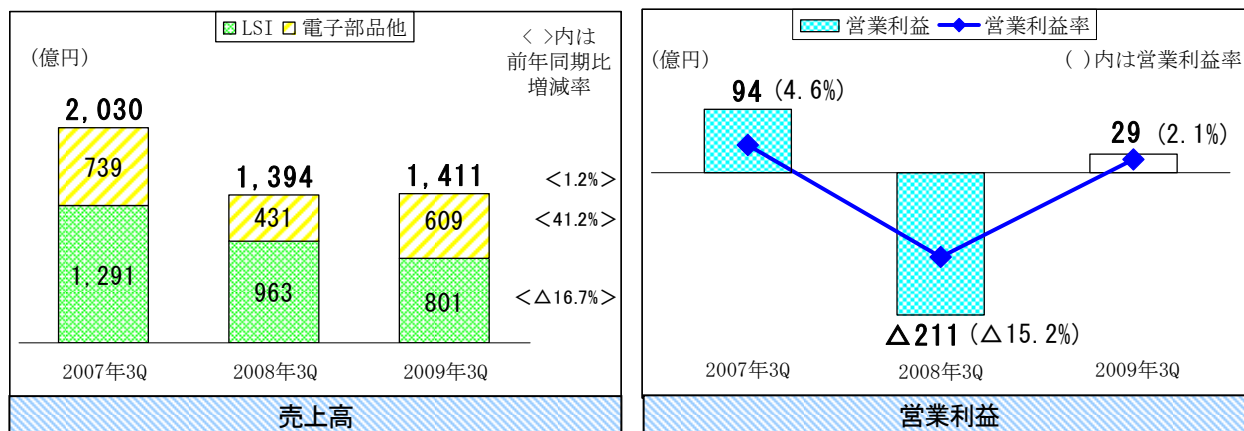 LSI 電子部品他
(億円)
< >内は
前年同期比
増減率
2,030
739
1,291
1,394
431
963
1,411
609
801
<1.2%>
<41.2%>
<△16.7%>
2007年3Q 2008年3Q 2009年3Q
売上高
営業利益 営業利益率
(億円)
( )内は営業利益率
94 (4.6%)
29 (2.1%)
△211 (△15.2%)
2007年3Q 2008年3Q 2009年3Q
営業利益